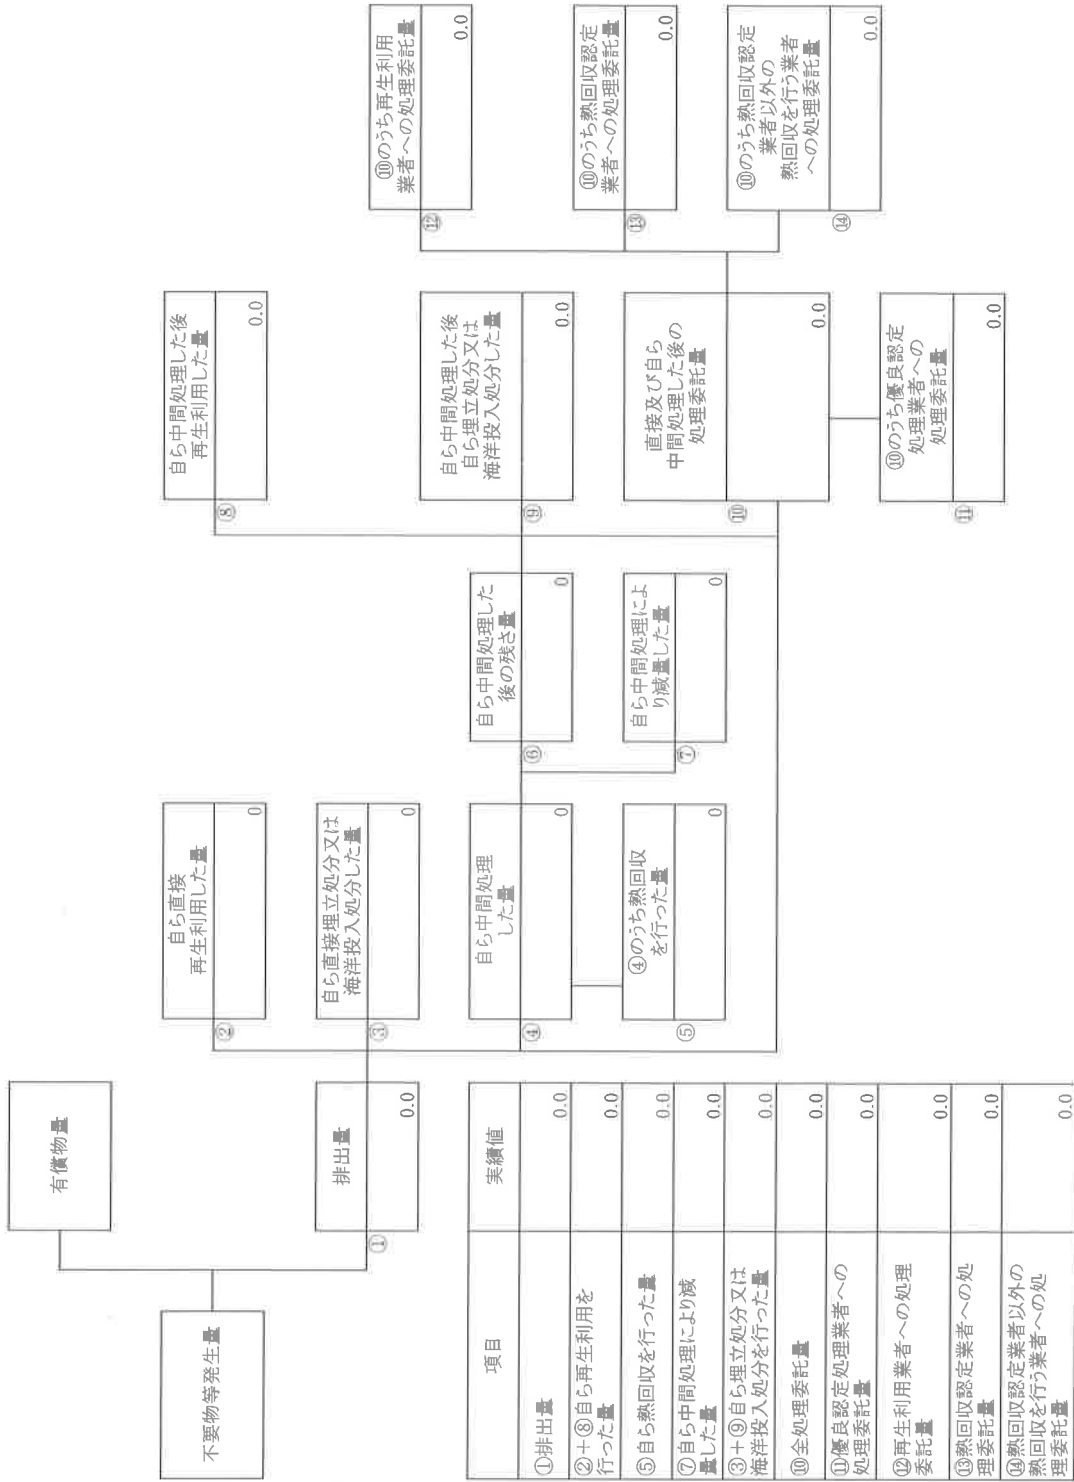 不要物等発生量
有償物量
排出量
①
0.0
自ら直接
再生利用した量
②
0
自ら直接埋立処分又は
海洋投入処分した量
③
0
自ら中間処理
した量
④
0
④のうち熱回収
を行った量
⑤
0
自ら中間処理した
後の残さ量
⑥
0
自ら中間処理によ
り減量した量
⑦
0
自ら中間処理した後
再生利用した量
⑧
0.0
自ら中間処理した後
自ら埋立処分又は
海洋投入処分した量
⑨
0.0
直接及び自ら
中間処理した後の
処理委託量
⑩
0.0
⑩のうち優良認定
処理業者への
処理委託量
⑪
0.0
⑩のうち再生利用
業者への処理委託量
⑫
0.0
⑩のうち熱回収認定
業者への処理委託量
⑬
0.0
⑩のうち熱回収認定
業者以外の
熱回収を行う業者
への処理委託量
⑭
0.0
項目 実績値
①排出量 0.0
②+⑧自ら再生利用を
行った量 0.0
⑤自ら熱回収を行った量 0.0
⑦自ら中間処理により減
量した量 0.0
③+⑨自ら埋立処分又は
海洋投入処分を行った量 0.0
⑩全処理委託量 0.0
⑪優良認定処理業者への
処理委託量 0.0
⑫再生利用業者への処理
委託量 0.0
⑬熱回収認定業者への処
理委託量 0.0
⑭熱回収認定業者以外の
熱回収を行う業者への処
理委託量 0.0